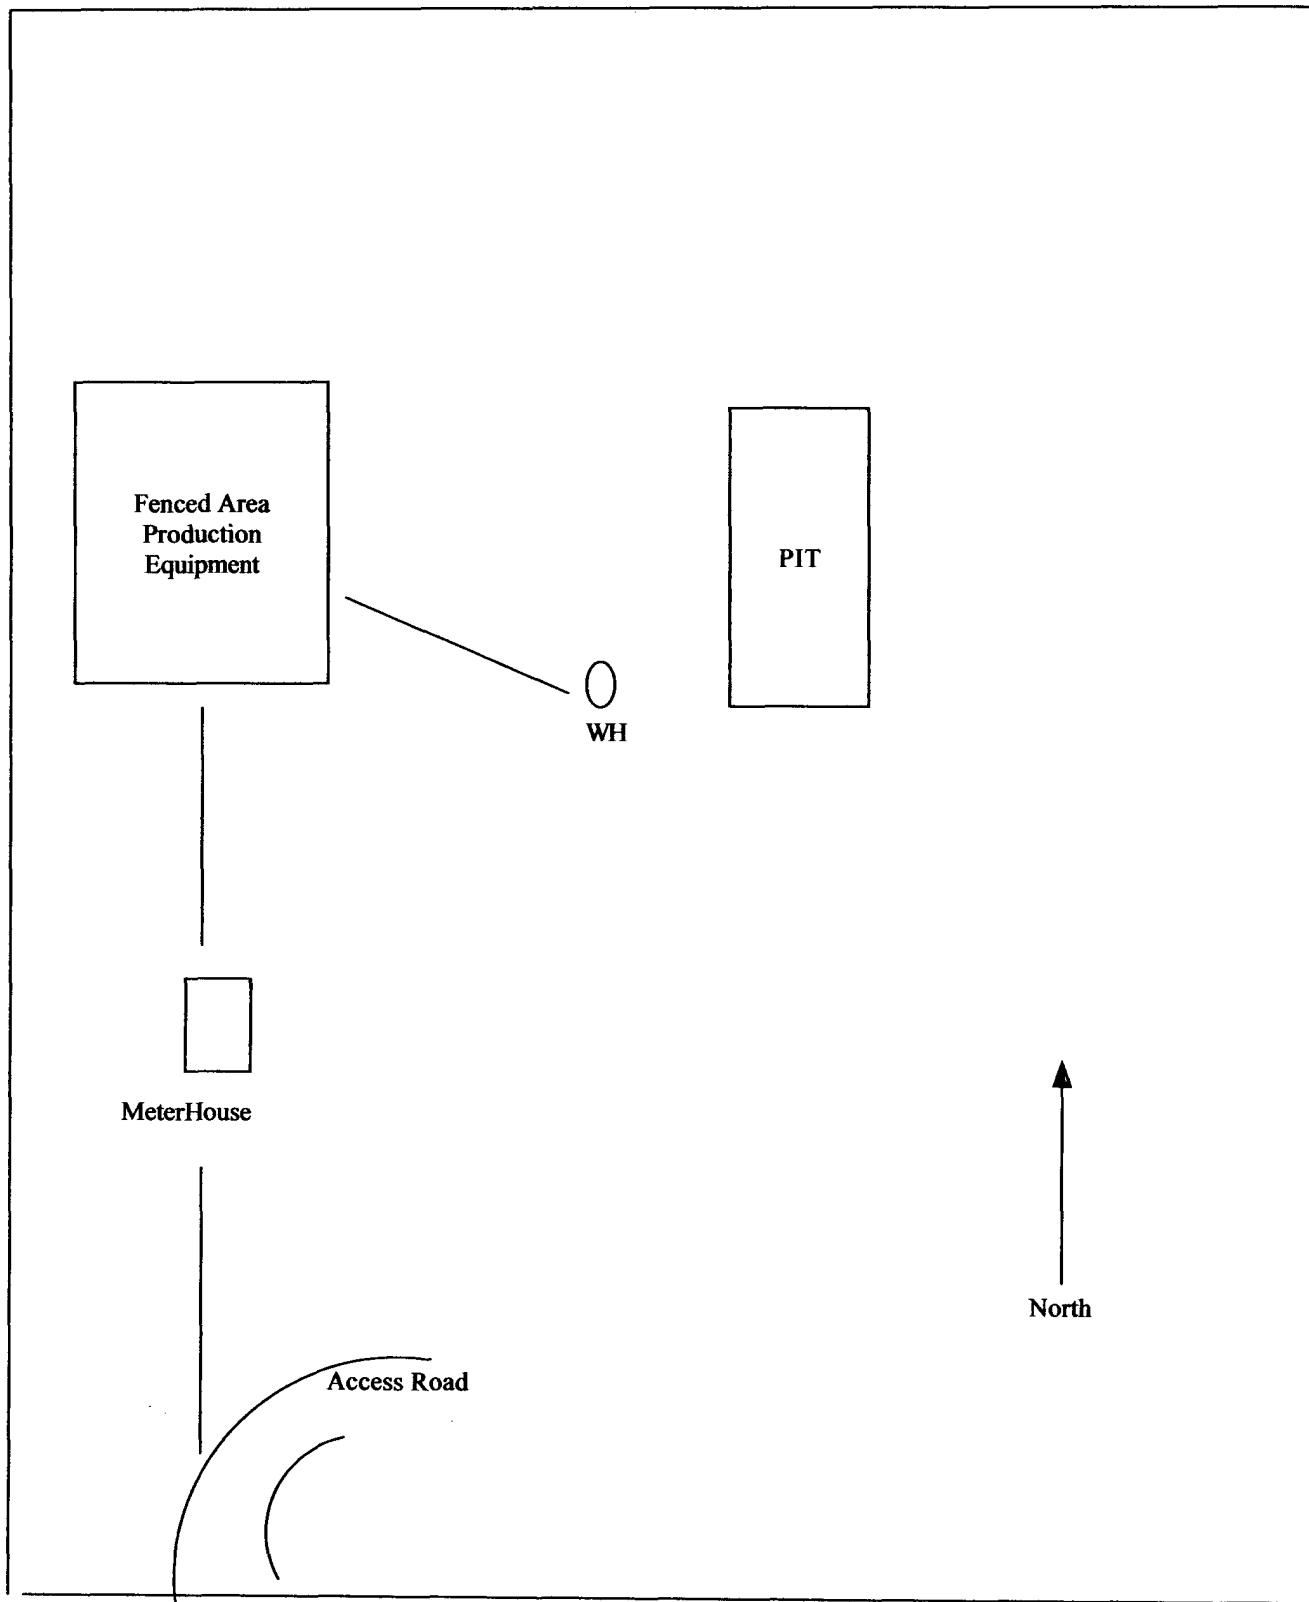 Fenced Area
Production
Equipment
PIT
WH
MeterHouse
North
Access Road